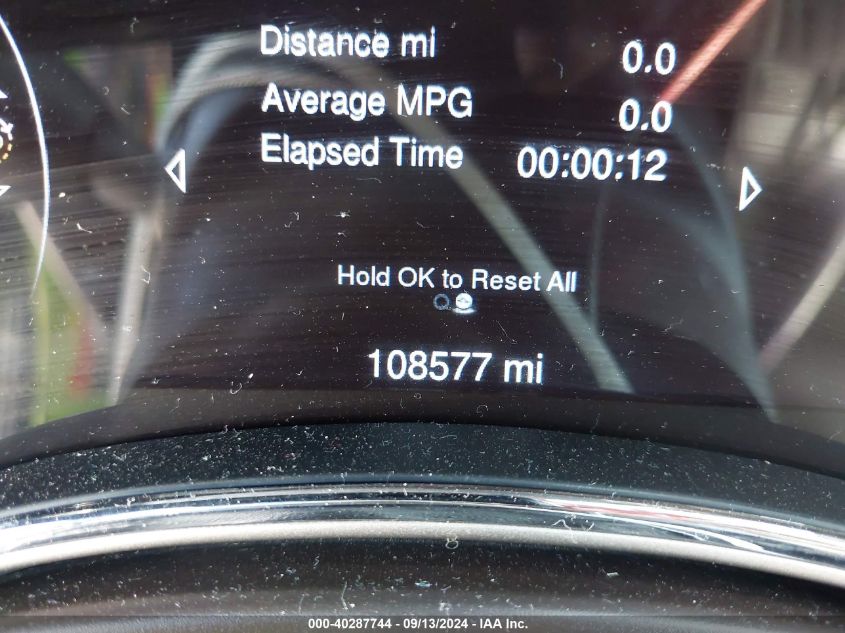 Distance mi 0.0
Average MPG 0.0
Elapsed Time 00:00:12
Hold OK to Reset All
108577 mi
000-40287744 - 09/13/2024 - IAA Inc.